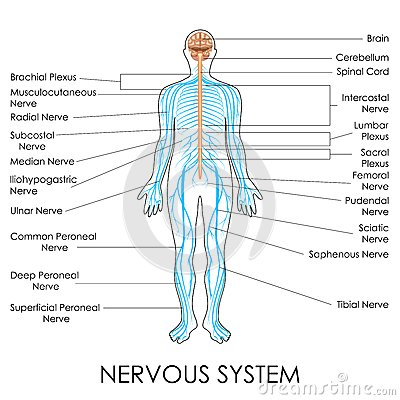 Brain
Cerebellum
Spinal Cord
Brachial Plexus
Musculocutaneous
Nerve
Radial Nerve
Subcostal
Nerve
Median Nerve
Iliohypogastric
Nerve
Ulnar Nerve
Common Peroneal
Nerve
Deep Peroneal
Nerve
Superficial Peroneal
Nerve
Intercostal
Nerve
Lumbar
Plexus
Sacral
Plexus
Femoral
Nerve
Pudendal
Nerve
Sciatic
Nerve
Saphenous Nerve
Tibial Nerve
NERVOUS SYSTEM
dreamstime